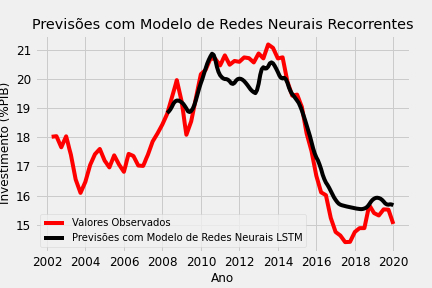 Previsões com Modelo de Redes Neurais Recorrentes
Investimento (%PIB)
21
20
19
18
17
16
15
Valores Observados
Previsões com Modelo de Redes Neurais LSTM
2002 2004 2006 2008 2010 2012 2014 2016 2018 2020
Ano